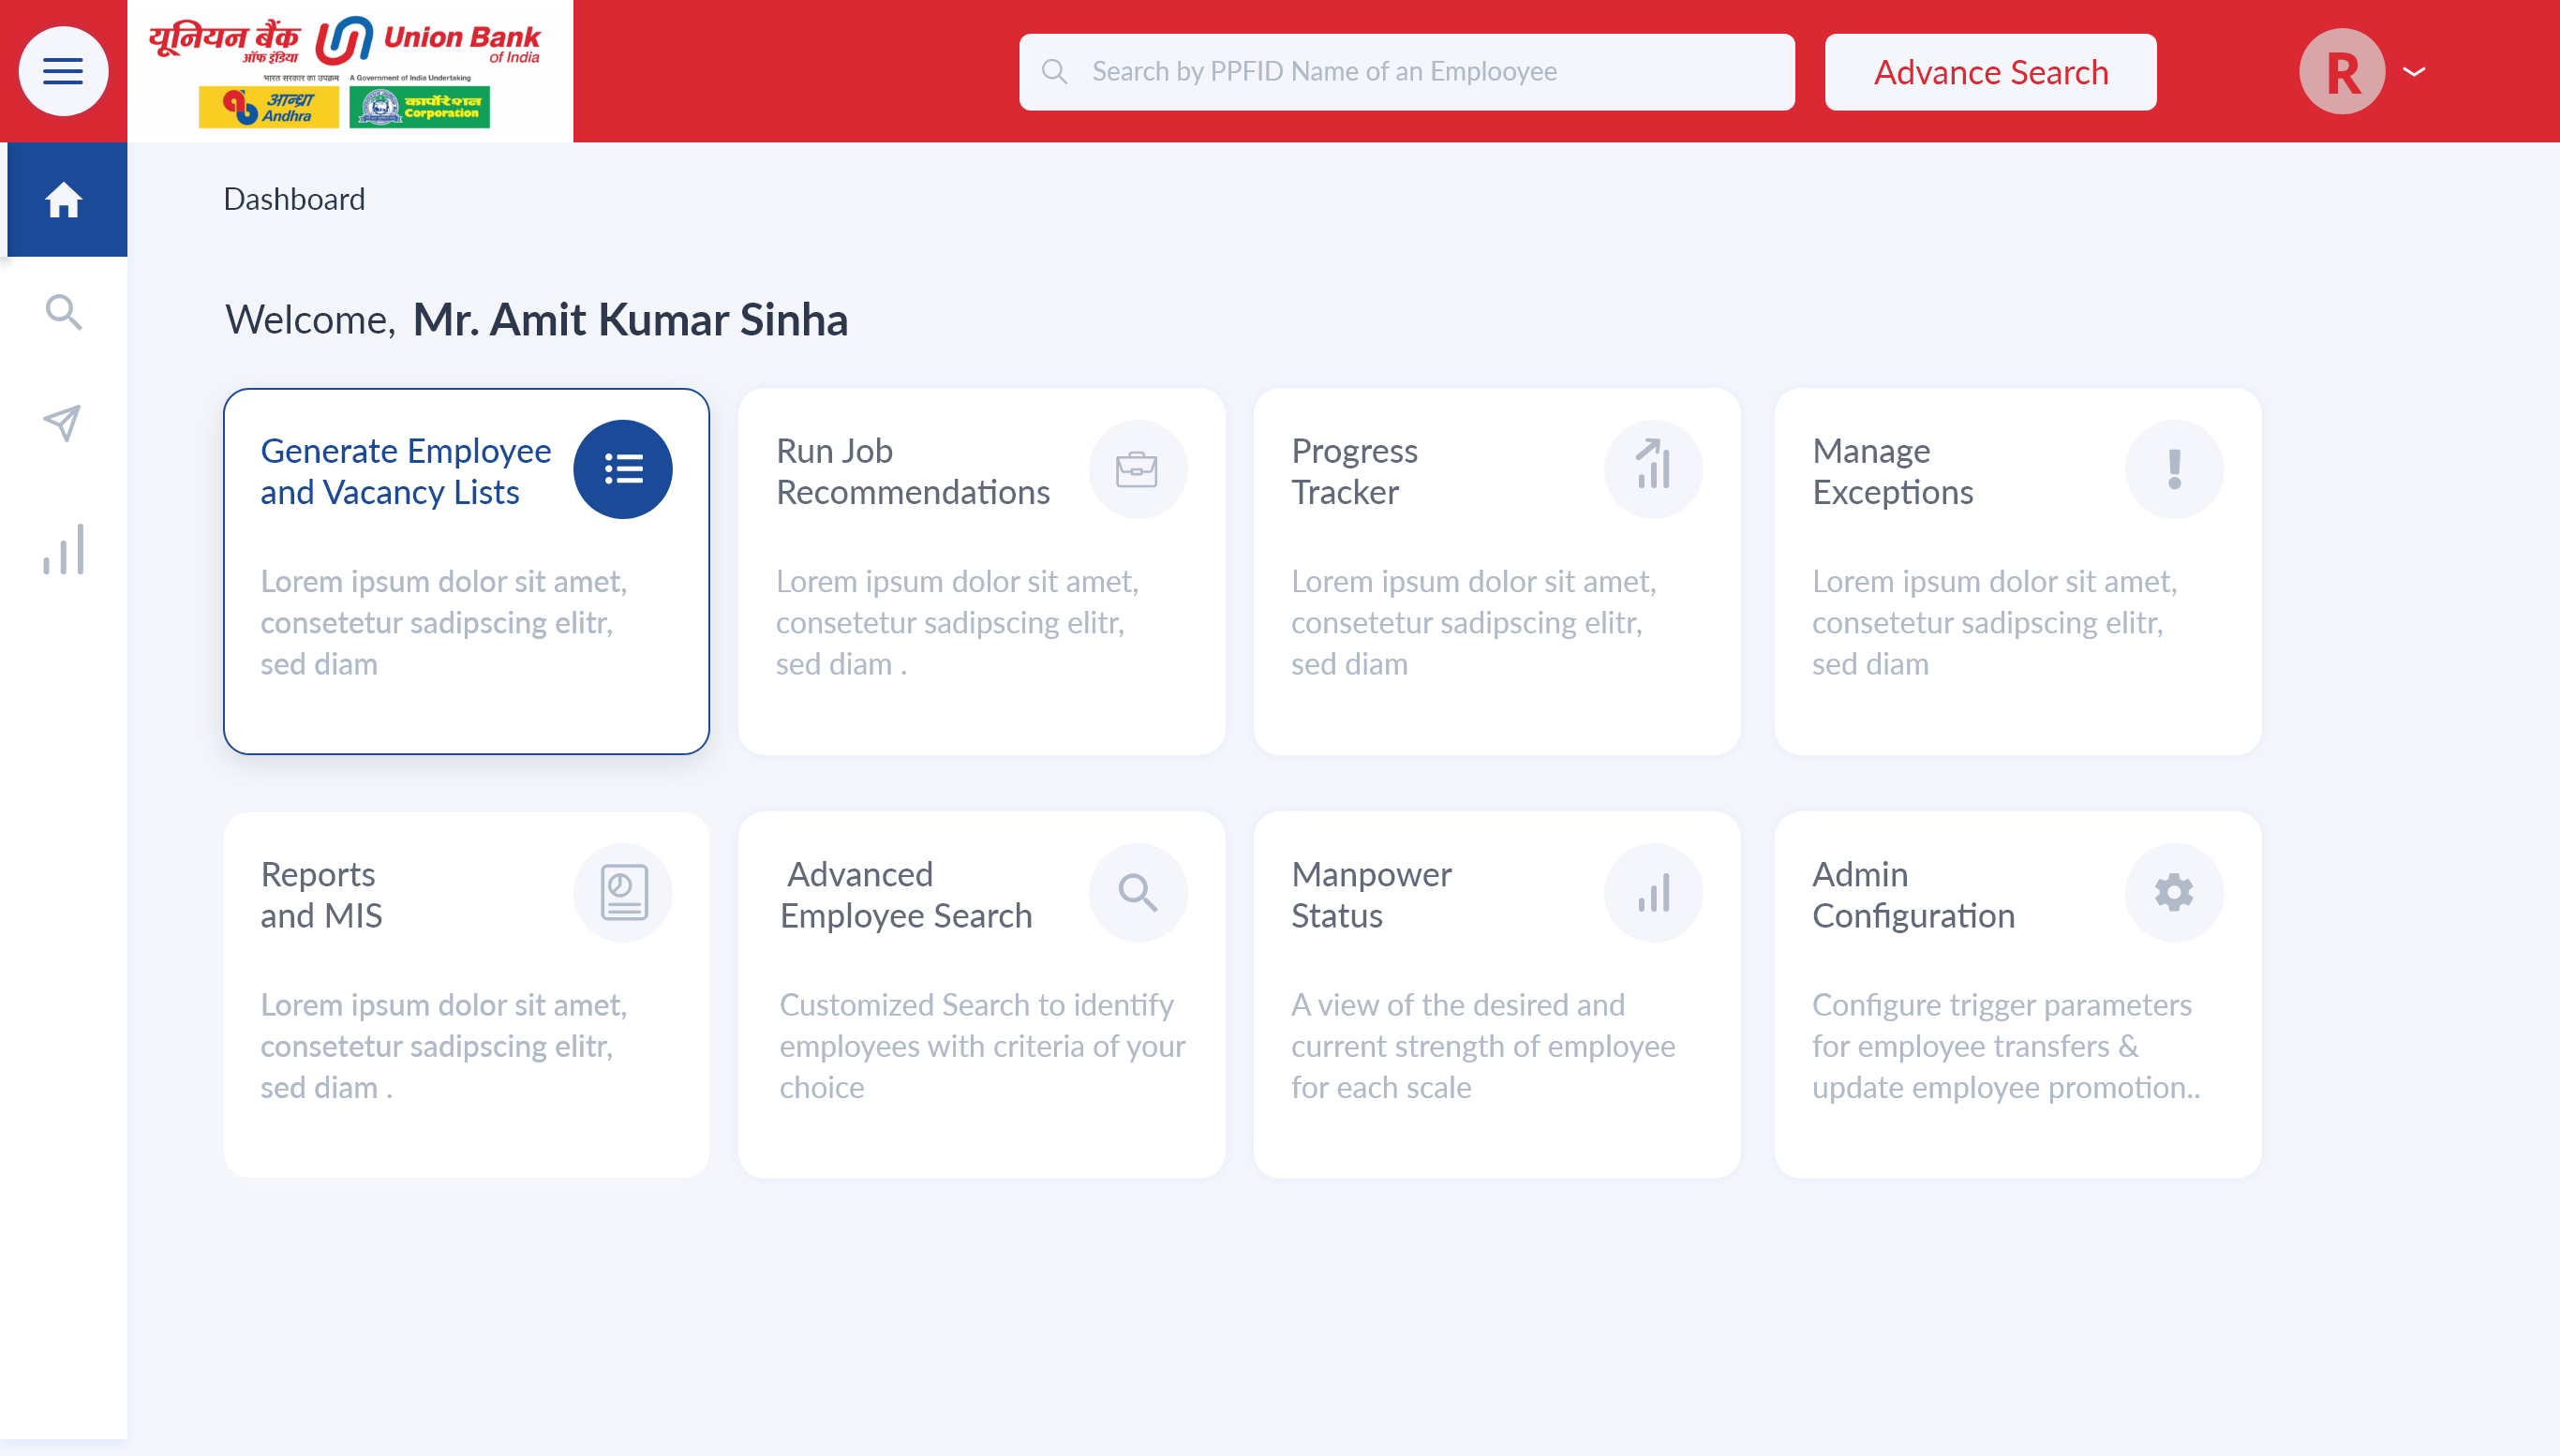 यूनियन बैंक
ऑफ इंडिया
Union Bank
of India
भारत सरकार का उपक्रम
A Government of India Undertaking
आन्ध्रा
Andhra
कार्पोरेशन
Corporation
Search by PPFID Name of an Emplooyee
Advance Search
R
Dashboard
Welcome, Mr. Amit Kumar Sinha
Generate Employee
and Vacancy Lists
Lorem ipsum dolor sit amet,
consetetur sadipscing elitr,
sed diam
Run Job
Recommendations
Lorem ipsum dolor sit amet,
consetetur sadipscing elitr,
sed diam .
Progress
Tracker
Lorem ipsum dolor sit amet,
consetetur sadipscing elitr,
sed diam
Manage
Exceptions
Lorem ipsum dolor sit amet,
consetetur sadipscing elitr,
sed diam
Reports
and MIS
Lorem ipsum dolor sit amet,
consetetur sadipscing elitr,
sed diam .
Advanced
Employee Search
Customized Search to identify
employees with criteria of your
choice
Manpower
Status
A view of the desired and
current strength of employee
for each scale
Admin
Configuration
Configure trigger parameters
for employee transfers &
update employee promotion..